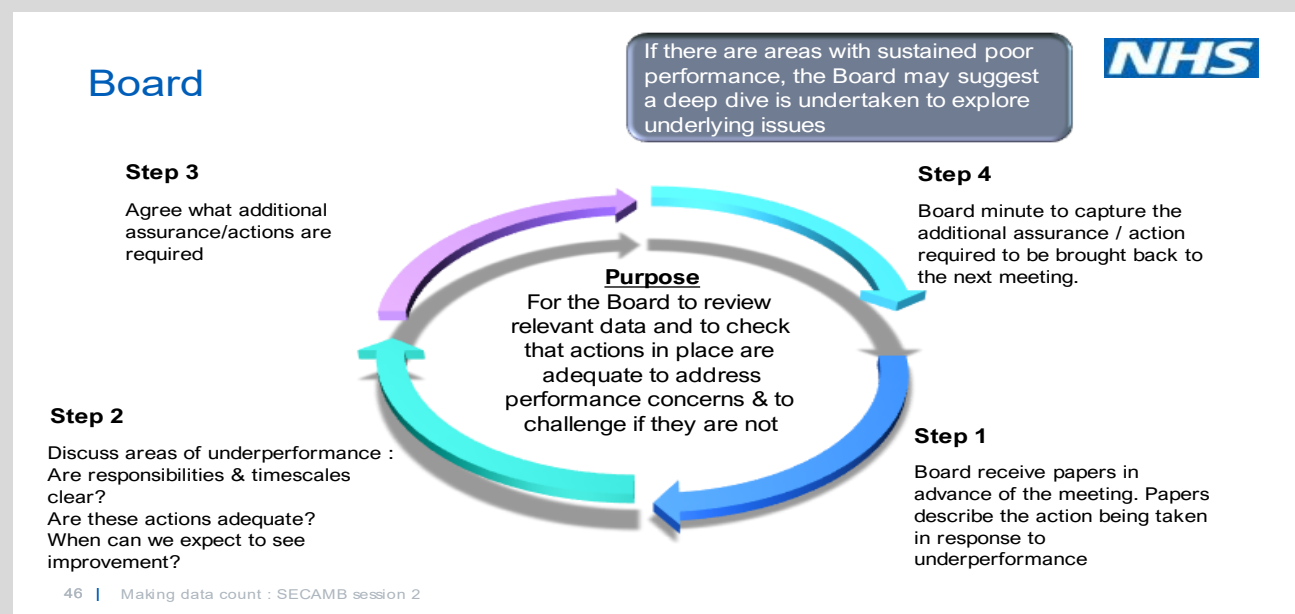 Board
If there are areas with sustained poor
performance, the Board may suggest
a deep dive is undertaken to explore
underlying issues
NHS
Step 3
Agree what additional
assurance/actions are
required
Step 4
Board minute to capture the
additional assurance / action
required to be brought back to
the next meeting.
Purpose
For the Board to review
relevant data and to check
that actions in place are
adequate to address
performance concerns & to
challenge if they are not
Step 2
Discuss areas of underperformance :
Are responsibilities & timescales
clear?
Are these actions adequate?
When can we expect to see
improvement?
Step 1
Board receive papers in
advance of the meeting. Papers
describe the action being taken
in response to
underperformance
46 | Making data count : SECAMB session 2